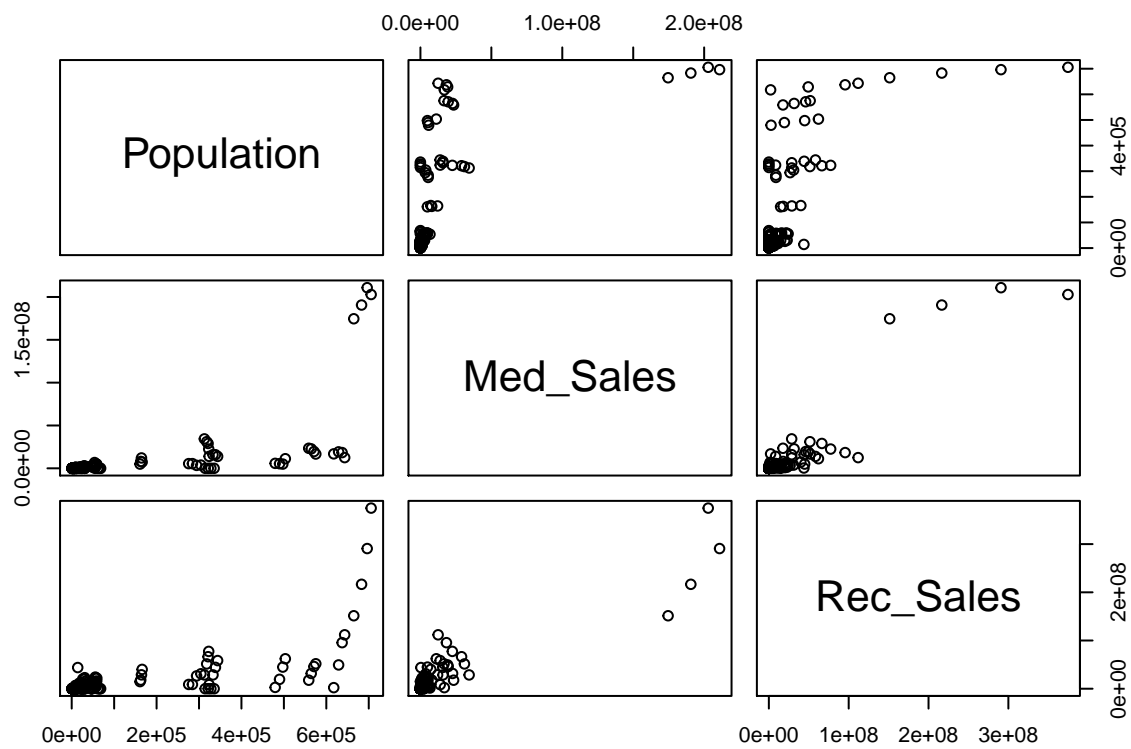 0.0e+00 1.0e+08 2.0e+08
Population
0e+00 4e+05
0.0e+00 1.5e+08
Med_Sales
Rec_Sales
0e+00 2e+08
0e+00 2e+05 4e+05 6e+05
0e+00 1e+08 2e+08 3e+08